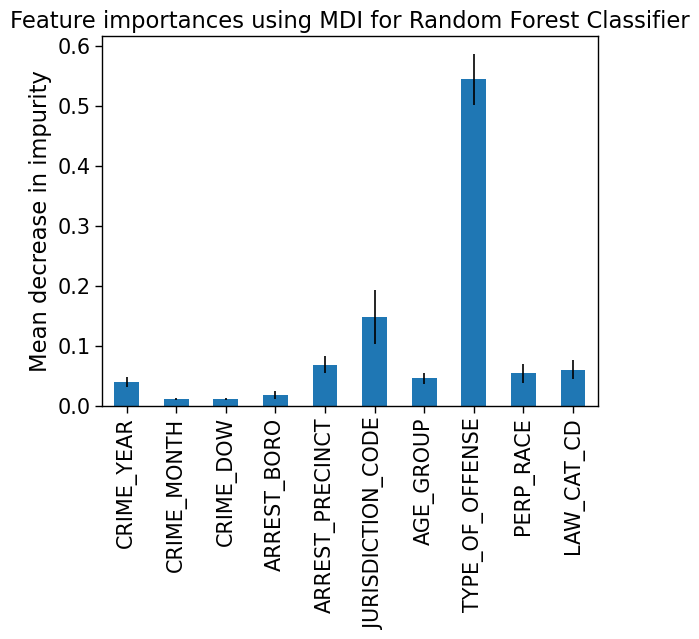 Feature importances using MDI for Random Forest Classifier
Mean decrease in impurity
0.6
0.5
0.4
0.3
0.2
0.1
0.0
CRIME_YEAR
CRIME_MONTH
CRIME_DOW
ARREST_BORO
ARREST_PRECINCT
JURISDICTION_CODE
AGE_GROUP
TYPE_OF_OFFENSE
PERP_RACE
LAW_CAT_CD